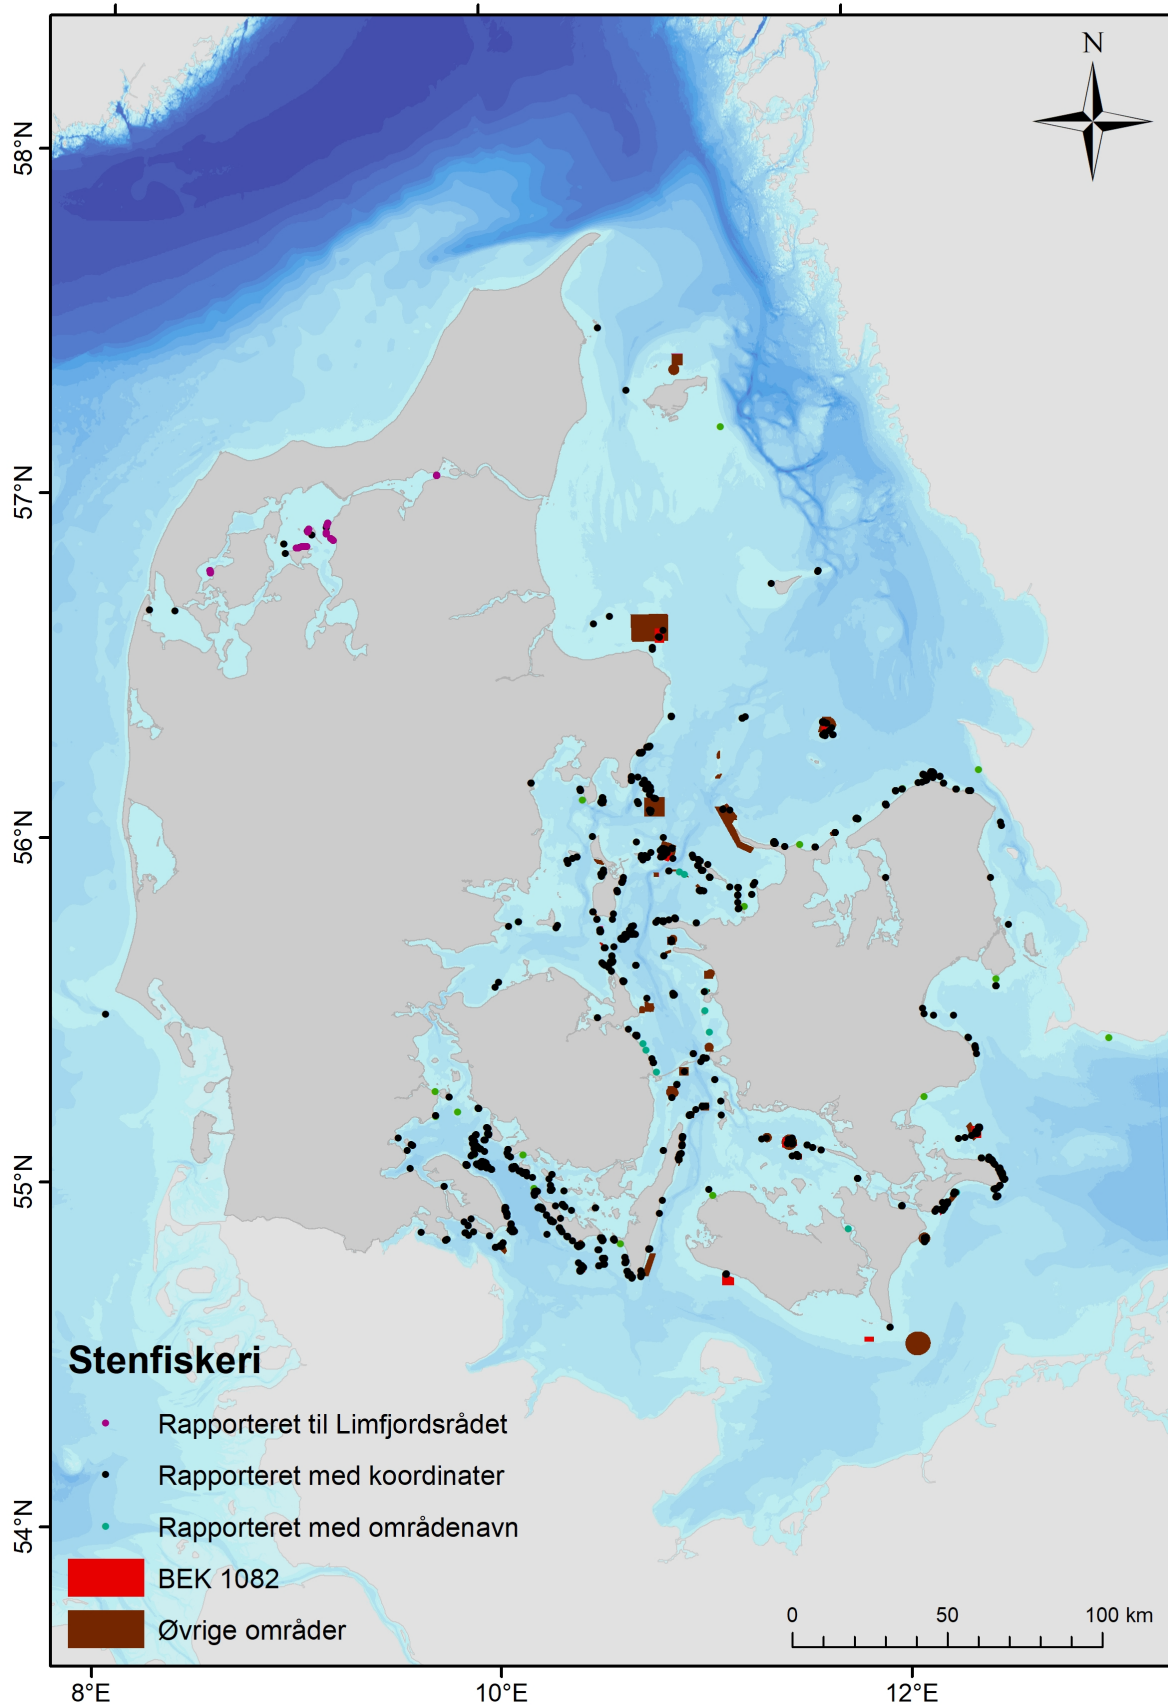 N
58°N
57°N
56°N
55°N
54°N
Stenfiskeri
Rapporteret til Limfjordsrådet
Rapporteret med koordinater
Rapporteret med områdenavn
BEK 1082
Øvrige områder
0 50 100 km
8°E 10°E 12°E